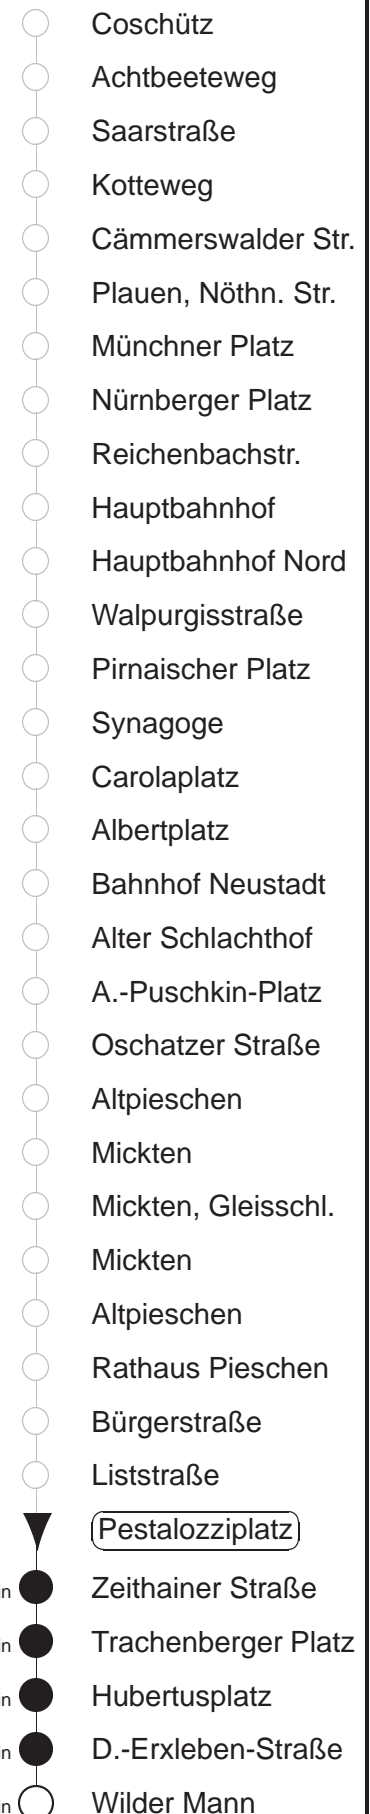 Coschütz
Achtbeeteweg
Saarstraße
Kotteweg
Cämmerswalder Str.
Plauen, Nöthn. Str.
Münchner Platz
Nürnberger Platz
Reichenbachstr.
Hauptbahnhof
Hauptbahnhof Nord
Walpurgisstraße
Pirnaischer Platz
Synagoge
Carolaplatz
Albertplatz
Bahnhof Neustadt
Alter Schlachthof
A.-Puschkin-Platz
Oschatzer Straße
Altpieschen
Mickten
Mickten, Gleisschl.
Mickten
Altpieschen
Rathaus Pieschen
Bürgerstraße
Liststraße
Pestalozziplatz
Zeithainer Straße
Trachenberger Platz
Hubertusplatz
D.-Erxleben-Straße
Wilder Mann